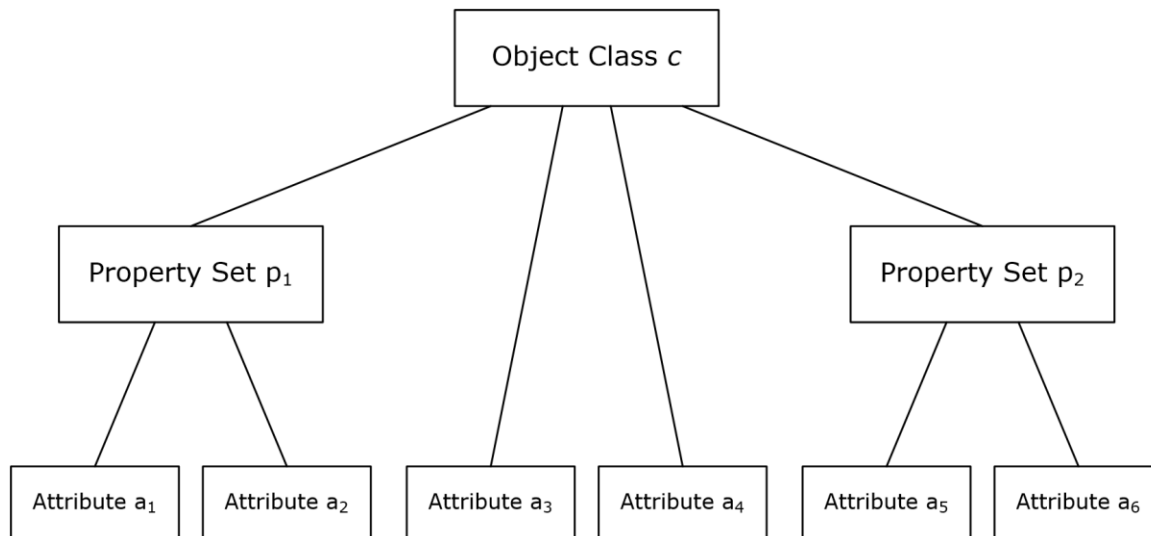 Object Class c
Property Set p₁
Property Set p₂
Attribute a₁
Attribute a₂
Attribute a₃
Attribute a₄
Attribute a₅
Attribute a₆